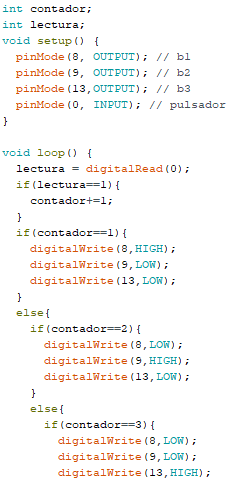 int contador;
int lectura;
void setup() {
  pinMode(8, OUTPUT); // b1
  pinMode(9, OUTPUT); // b2
  pinMode(13,OUTPUT); // b3
  pinMode(0, INPUT); // pulsador
}

void loop() {
  lectura = digitalRead(0);
  if(lectura==1){
    contador+=1;
  }
  if(contador==1){
    digitalWrite(8,HIGH);
    digitalWrite(9,LOW);
    digitalWrite(13,LOW);
  }
  else{
    if(contador==2){
      digitalWrite(8,LOW);
      digitalWrite(9,HIGH);
      digitalWrite(13,LOW);
    }
    else{
      if(contador==3){
        digitalWrite(8,LOW);
        digitalWrite(9,LOW);
        digitalWrite(13,HIGH);